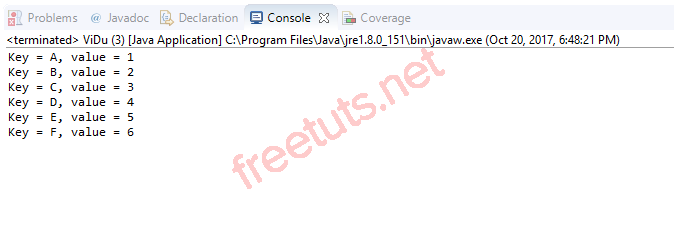 Problems Javadoc Declaration Console Coverage
<terminated> ViDu (3) [Java Application] C:\Program Files\Java\jre1.8.0_151\bin\javaw.exe (Oct 20, 2017, 6:48:21 PM)
Key = A, value = 1
Key = B, value = 2
Key = C, value = 3
Key = D, value = 4
Key = E, value = 5
Key = F, value = 6
freetuts.net